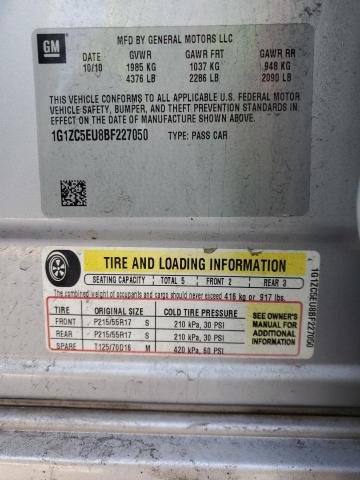 GM
MFD BY GENERAL MOTORS LLC
DATE GVWR GAWR FRT GAWR RR
10/10 1985 KG 1037 KG 948 KG
4376 LB 2286 LB 2090 LB
THIS VEHICLE CONFORMS TO ALL APPLICABLE U.S. FEDERAL MOTOR
VEHICLE SAFETY, BUMPER, AND THEFT PREVENTION STANDARDS
IN EFFECT ON THE DATE OF MANUFACTURE SHOWN ABOVE.
1G1ZC5EU8BF227050 TYPE: PASS CAR
TIRE AND LOADING INFORMATION
SEATING CAPACITY TOTAL 5 FRONT 2 REAR 3
The combined weight of occupants and cargo should never exceed 416 kg or 917 lbs.
TIRE ORIGINAL SIZE COLD TIRE PRESSURE
FRONT P215/55R17 S 210 kPa, 30 PSI
REAR P215/55R17 S 210 kPa, 30 PSI
SPARE T125/70D16 M 420 kPa, 60 PSI
SEE OWNER'S
MANUAL FOR
ADDITIONAL
INFORMATION
1G1ZC5EU8BF227050